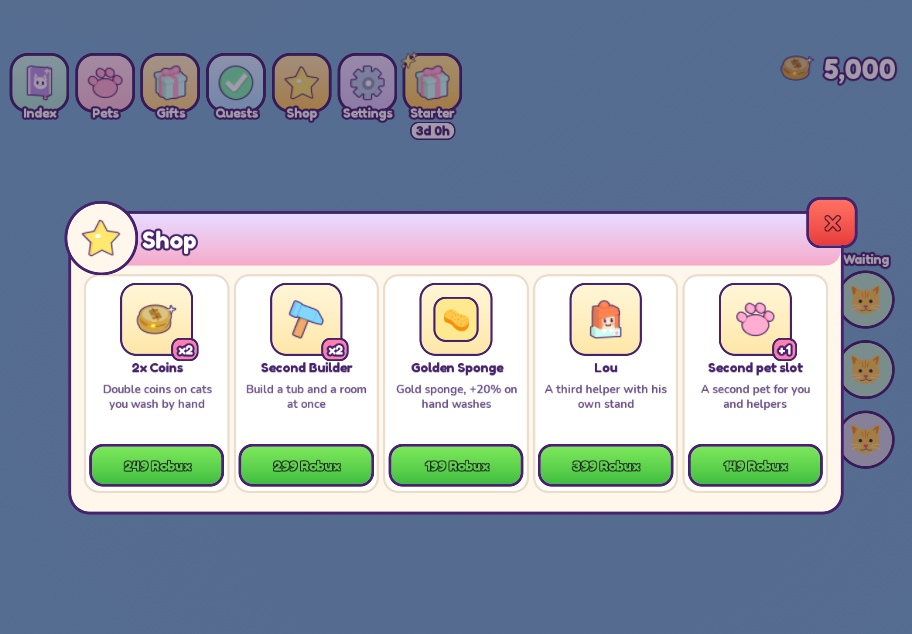 5,000
Index Pets Gifts Quests Shop Settings Starter
3d 0h
Shop
Waiting
x2
x2
+1
2x Coins
Double coins on cats
you wash by hand
249 Robux
Second Builder
Build a tub and a room
at once
299 Robux
Golden Sponge
Gold sponge, +20% on
hand washes
199 Robux
Lou
A third helper with his
own stand
399 Robux
Second pet slot
A second pet for you
and helpers
149 Robux